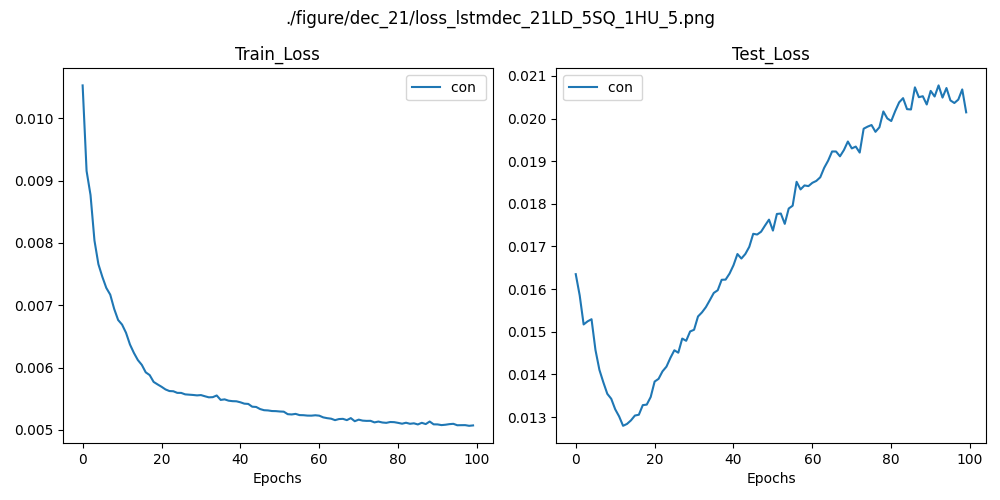 ./figure/dec_21/loss_lstmdec_21LD_5SQ_1HU_5.png
Train_Loss
con
0.010
0.009
0.008
0.007
0.006
0.005
0 20 40 60 80 100
Epochs
Test_Loss
con
0.021
0.020
0.019
0.018
0.017
0.016
0.015
0.014
0.013
0 20 40 60 80 100
Epochs